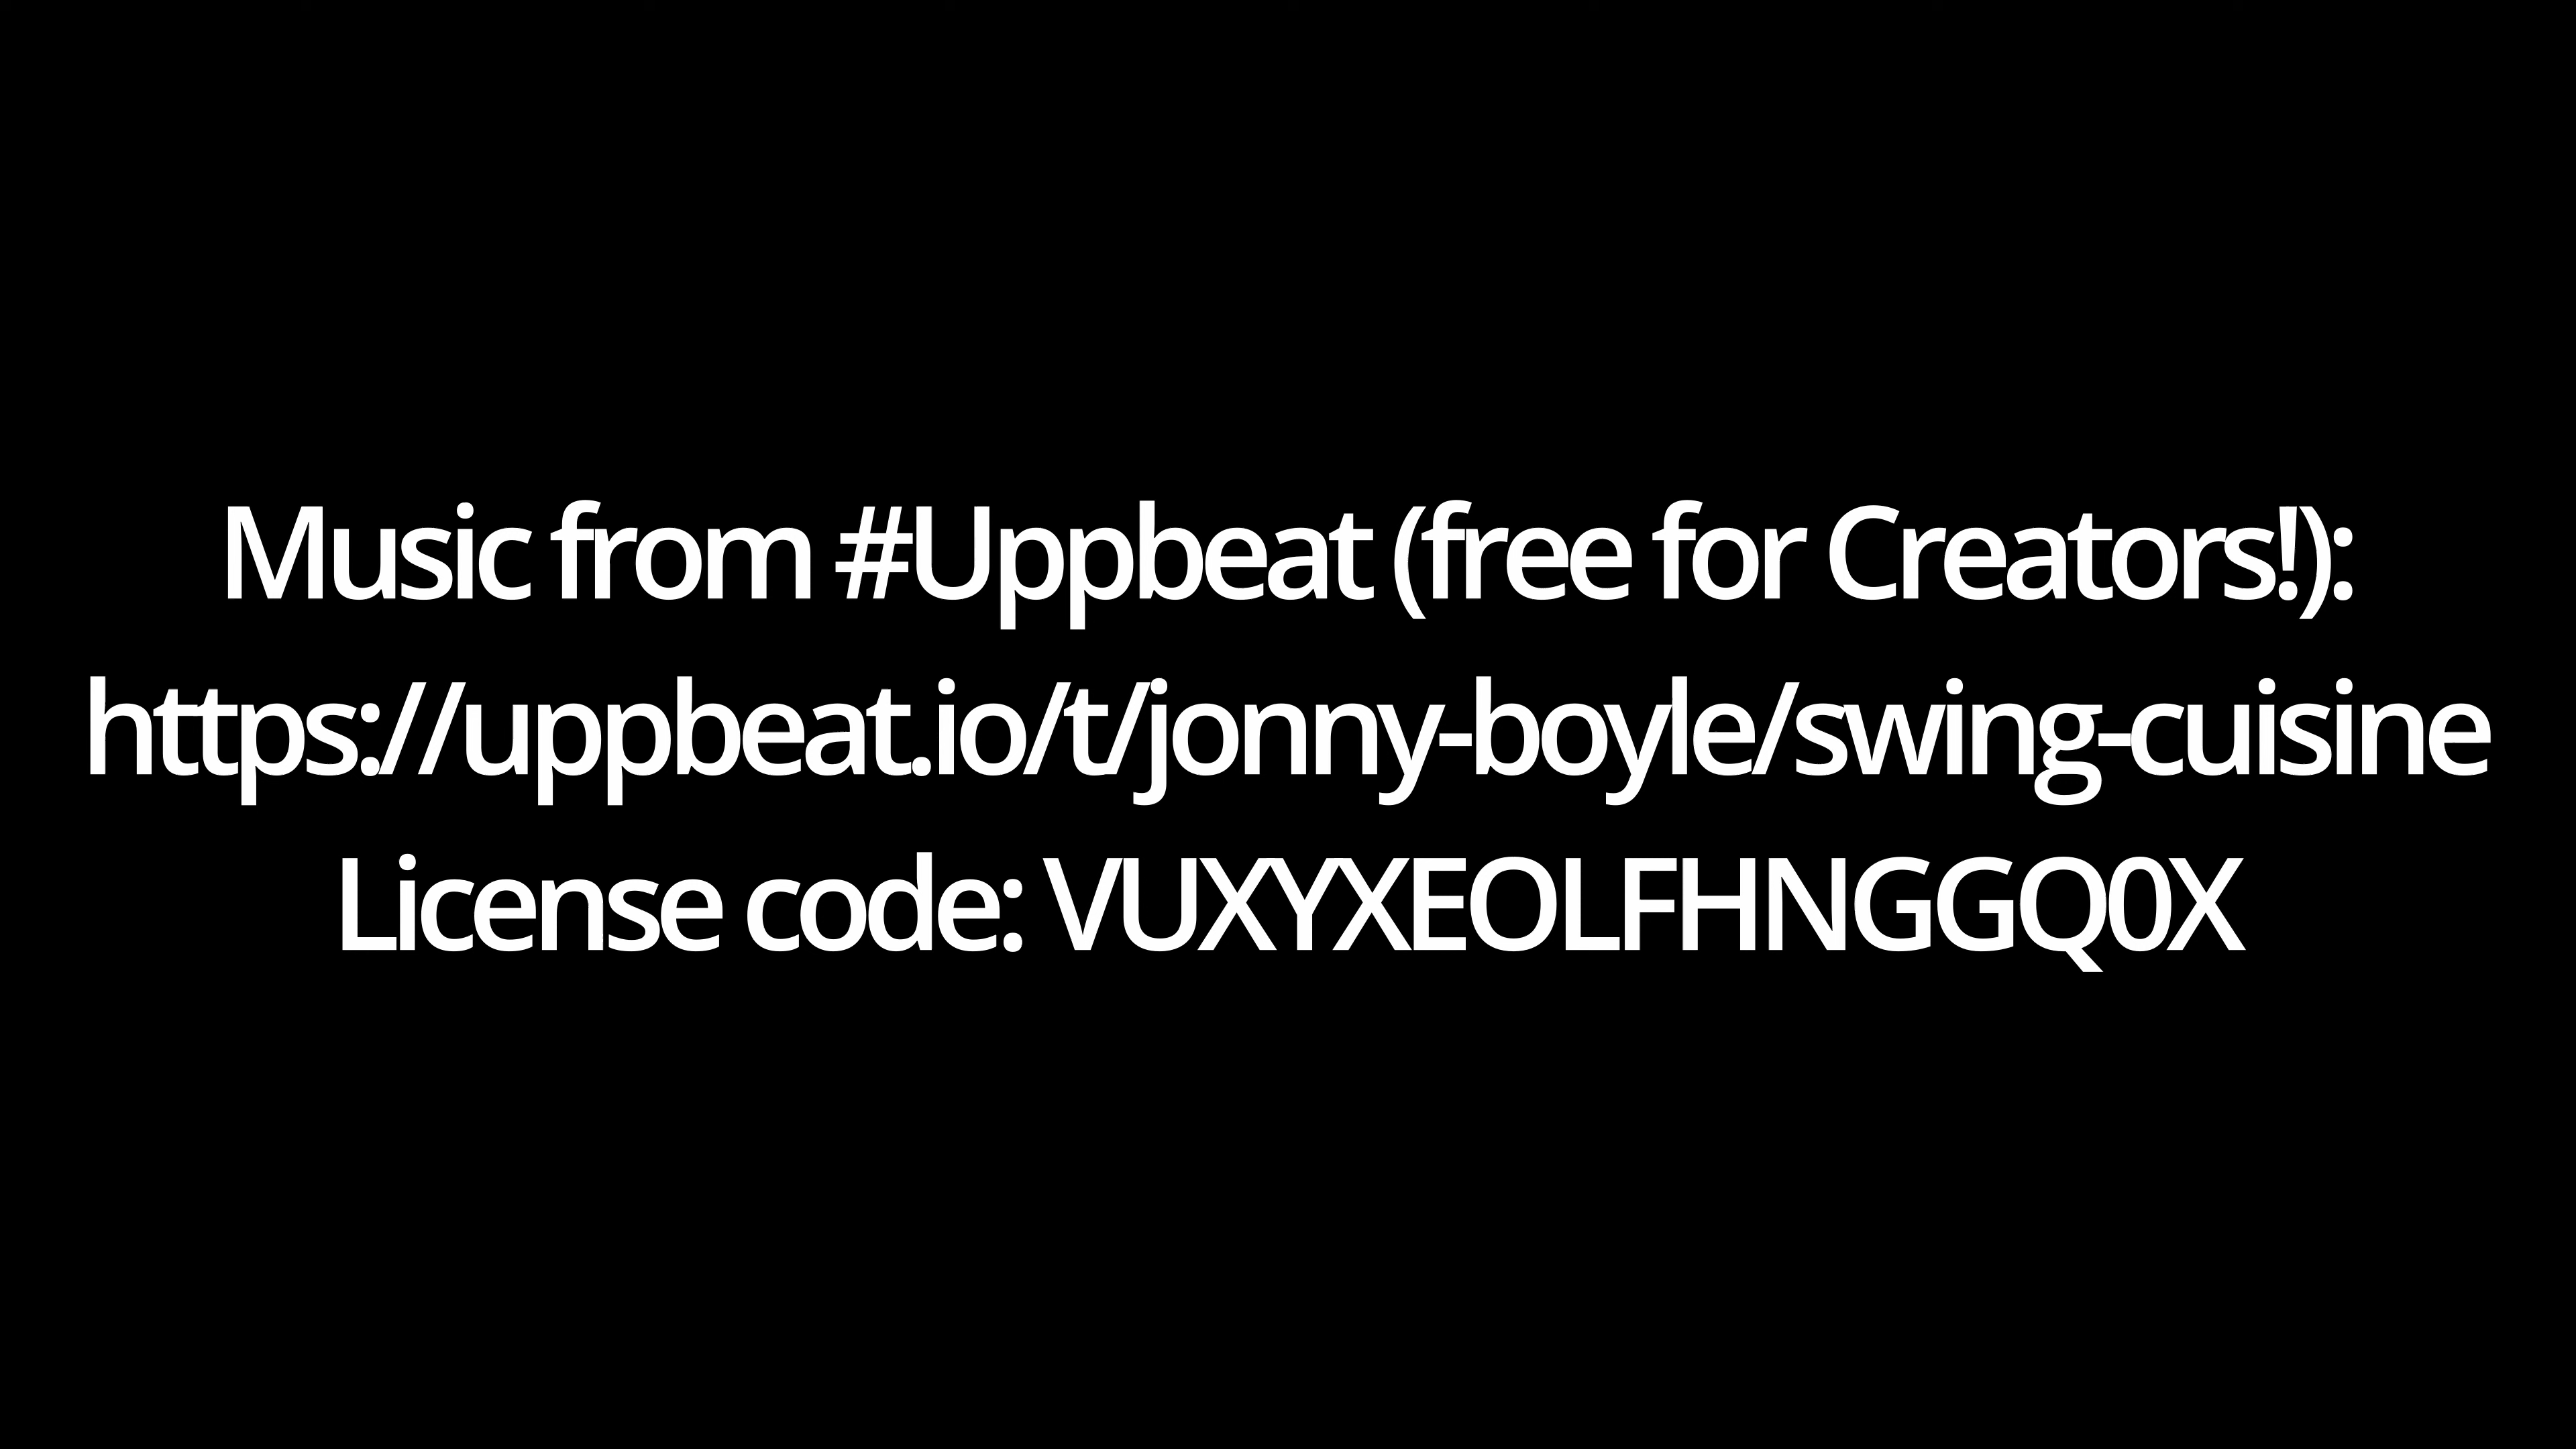 Music from #Uppbeat (free for Creators!):
https://uppbeat.io/t/jonny-boyle/swing-cuisine
License code: VUXYXEOLFHNGGQ0X